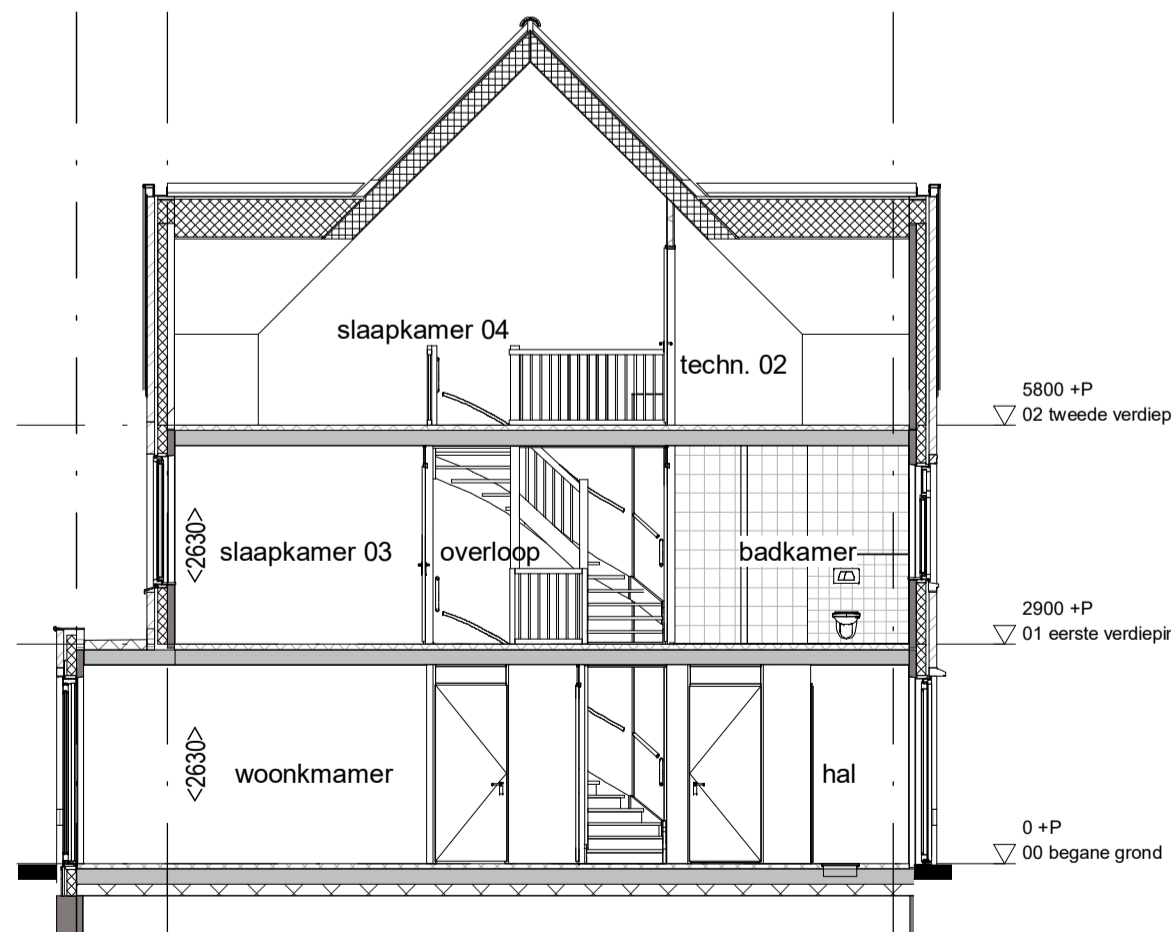 slaapkamer 04
techn. 02
5800 +P
02 tweede verdiep
<2630>
slaapkamer 03
overloop
badkamer
2900 +P
01 eerste verdiepin
<2630>
woonkmamer
hal
0 +P
00 begane grond